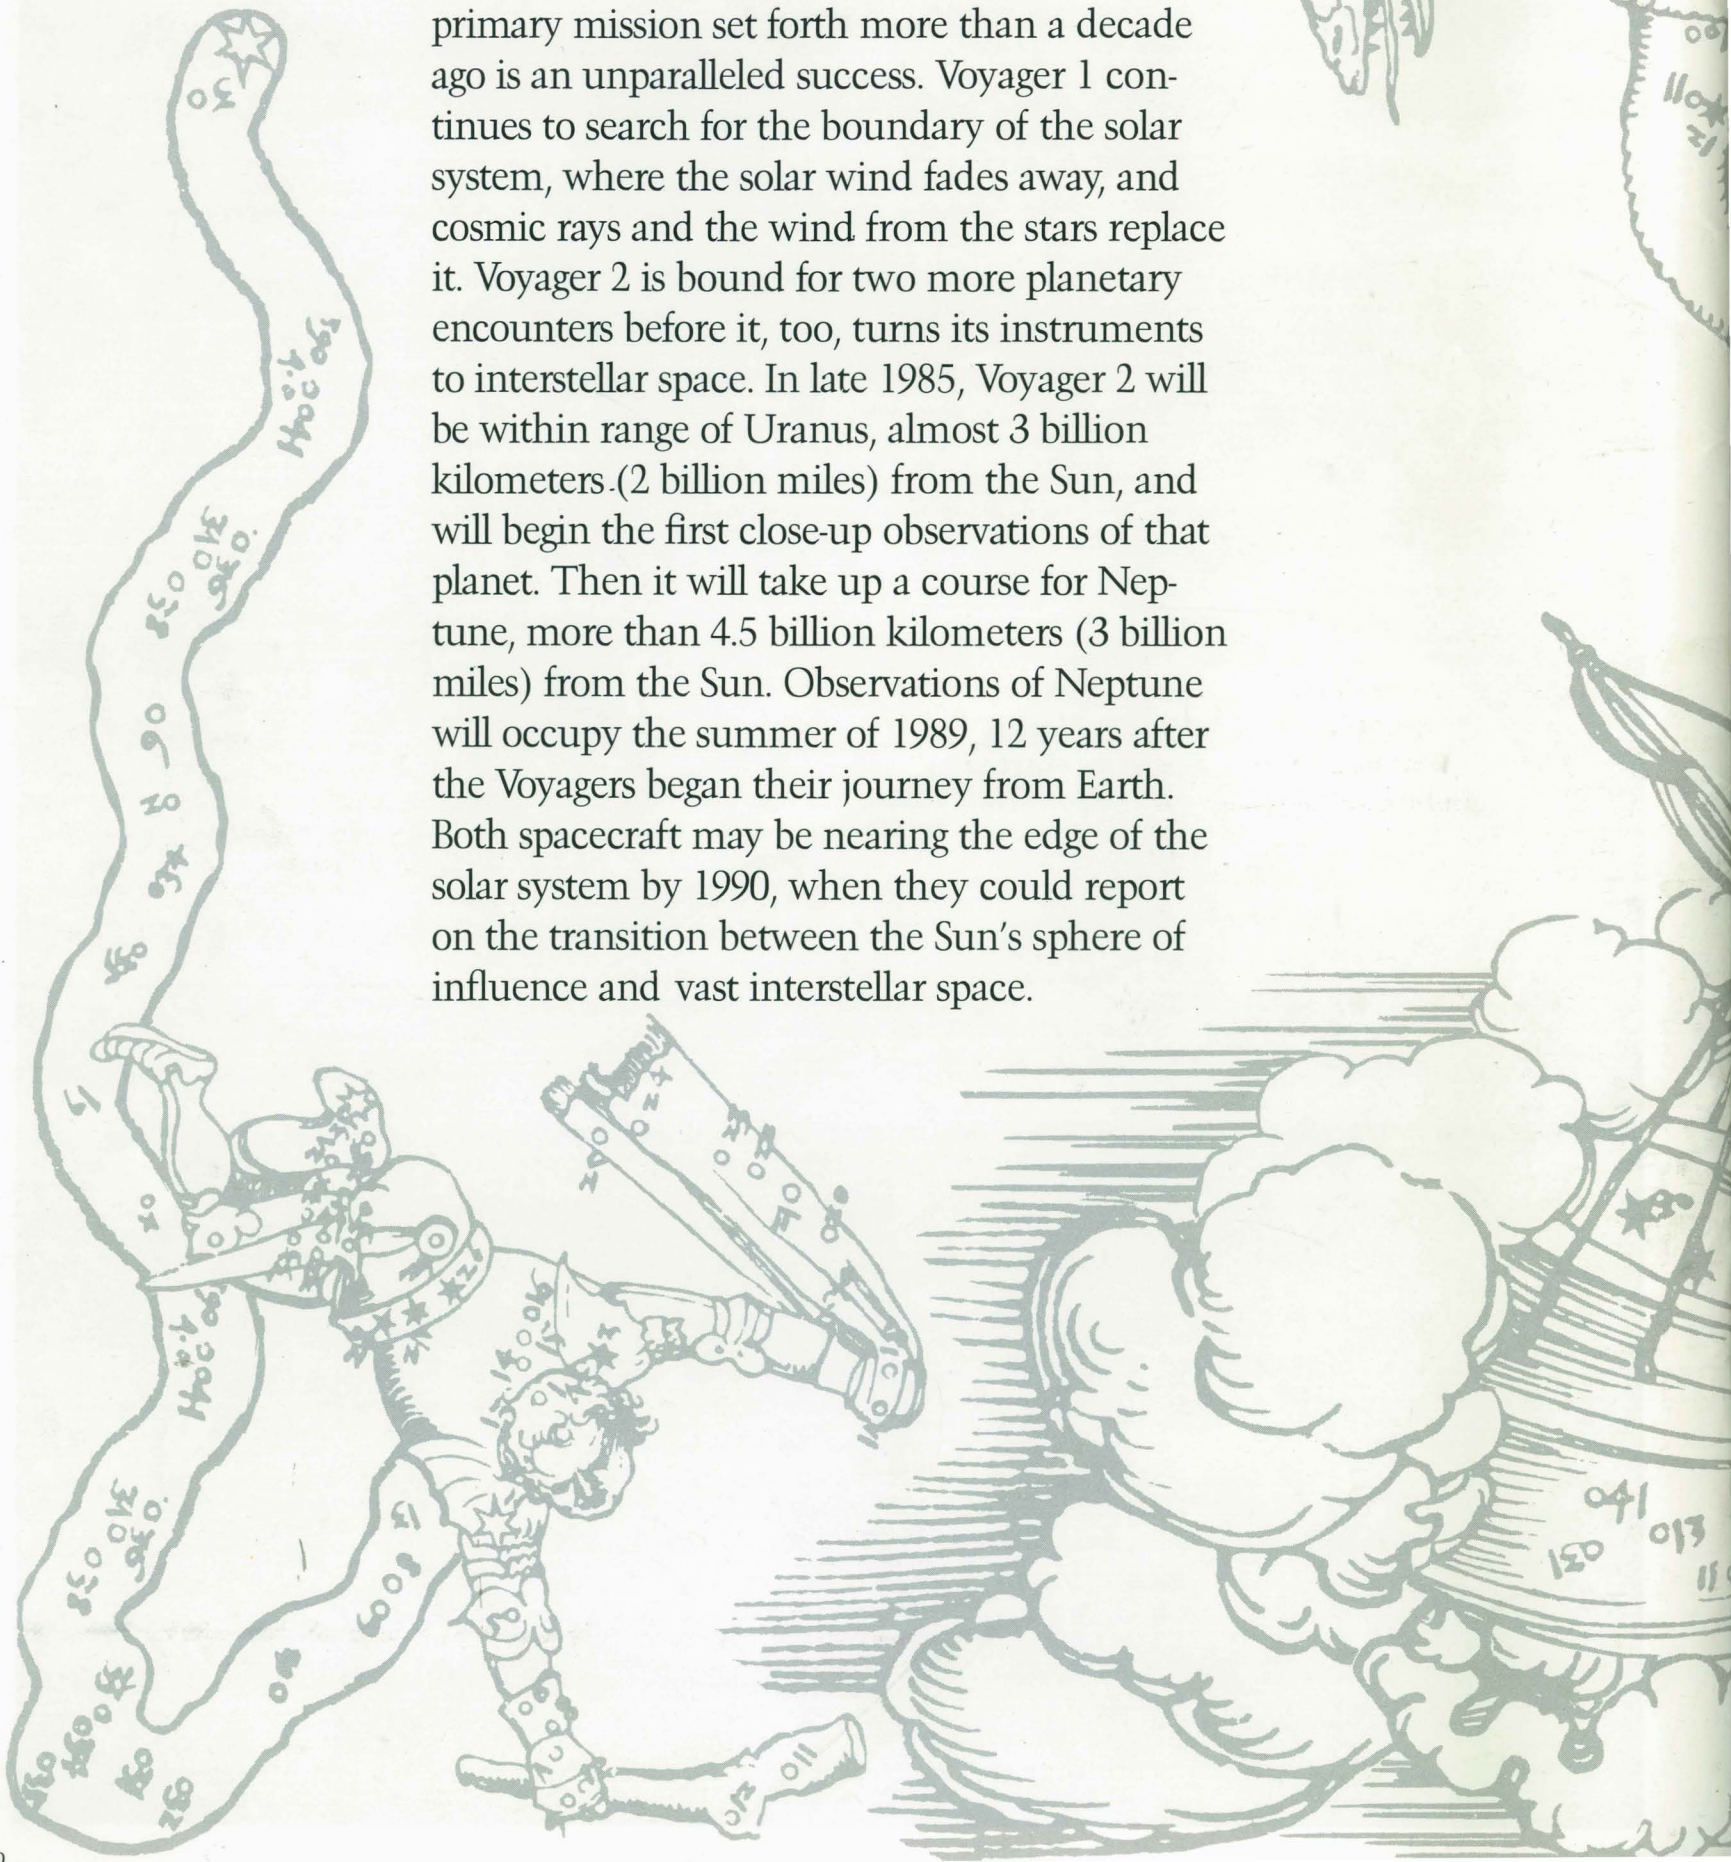 primary mission set forth more than a decade
ago is an unparalleled success. Voyager 1 con-
tinues to search for the boundary of the solar
system, where the solar wind fades away, and
cosmic rays and the wind from the stars replace
it. Voyager 2 is bound for two more planetary
encounters before it, too, turns its instruments
to interstellar space. In late 1985, Voyager 2 will
be within range of Uranus, almost 3 billion
kilometers (2 billion miles) from the Sun, and
will begin the first close-up observations of that
planet. Then it will take up a course for Nep-
tune, more than 4.5 billion kilometers (3 billion
miles) from the Sun. Observations of Neptune
will occupy the summer of 1989, 12 years after
the Voyagers began their journey from Earth.
Both spacecraft may be nearing the edge of the
solar system by 1990, when they could report
on the transition between the Sun's sphere of
influence and vast interstellar space.
041
013
031